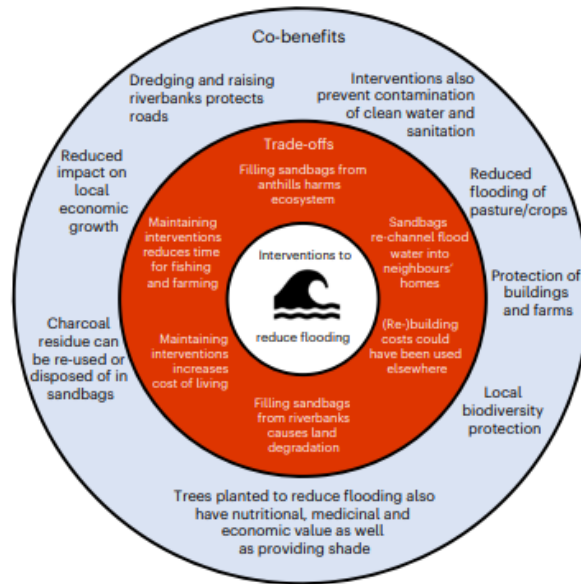 Co-benefits
Dredging and raising
riverbanks protects
roads
Interventions also
prevent contamination
of clean water and
sanitation
Reduced
impact on
local
economic
growth
Reduced
flooding of
pasture/crops
Protection of
buildings
and farms
Charcoal
residue can
be re-used or
disposed of in
sandbags
Local
biodiversity
protection
Trees planted to reduce flooding also
have nutritional, medicinal and
economic value as well
as providing shade
Trade-offs
Filling sandbags from
anthills harms
ecosystem
Maintaining
interventions
reduces time
for fishing
and farming
Sandbags
re-channel flood
water into
neighbours'
homes
Maintaining
interventions
increases
cost of living
(Re-)building
costs could
have been used
elsewhere
Filling sandbags
from riverbanks
causes land
degradation
Interventions to
reduce flooding